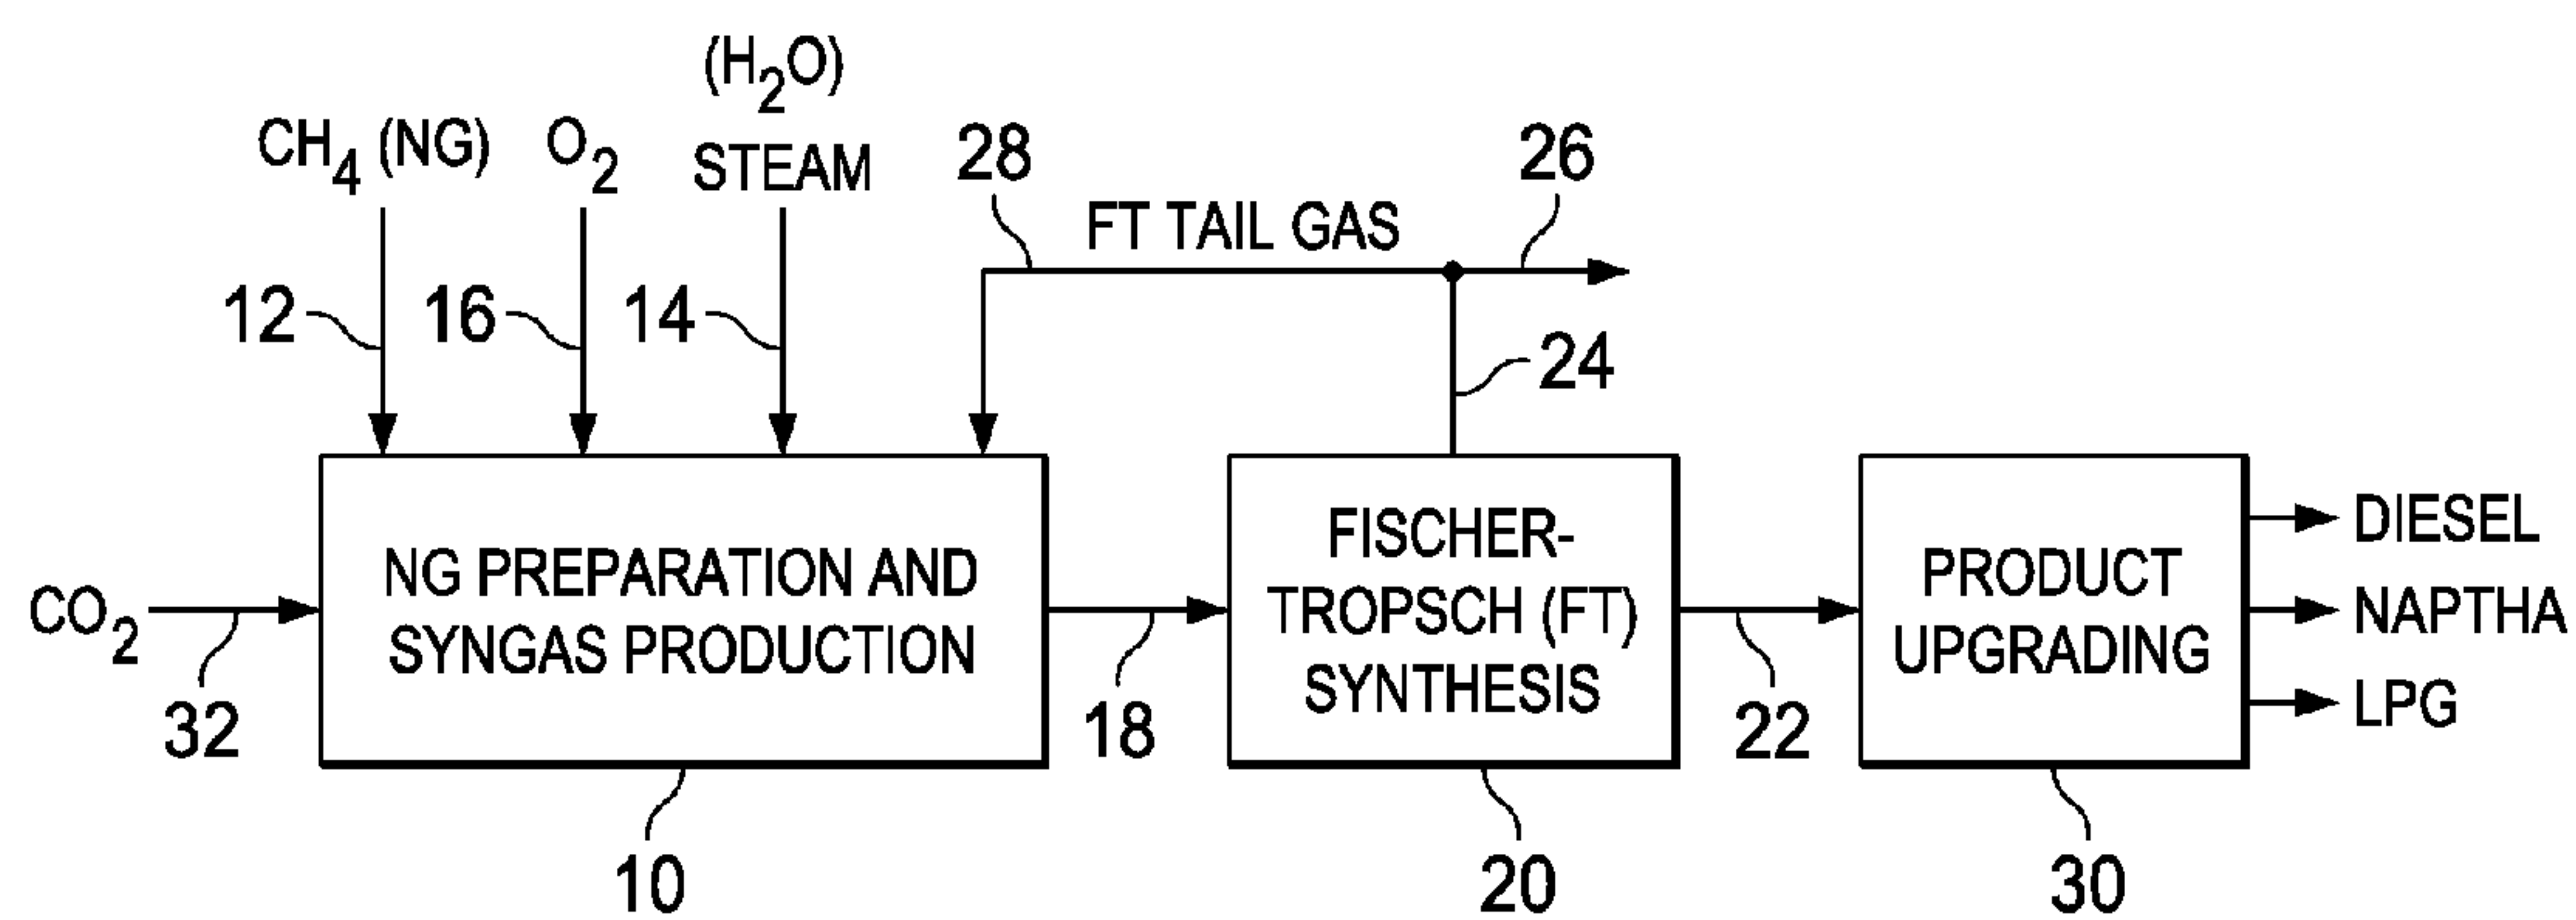 (H₂O)
CH₄ (NG)
O₂
STEAM
28
26
FT TAIL GAS
12
16
14
24
CO₂
32
NG PREPARATION AND
SYNGAS PRODUCTION
18
FISCHER-
TROPSCH (FT)
SYNTHESIS
22
PRODUCT
UPGRADING
DIESEL
NAPTHA
LPG
10
20
30